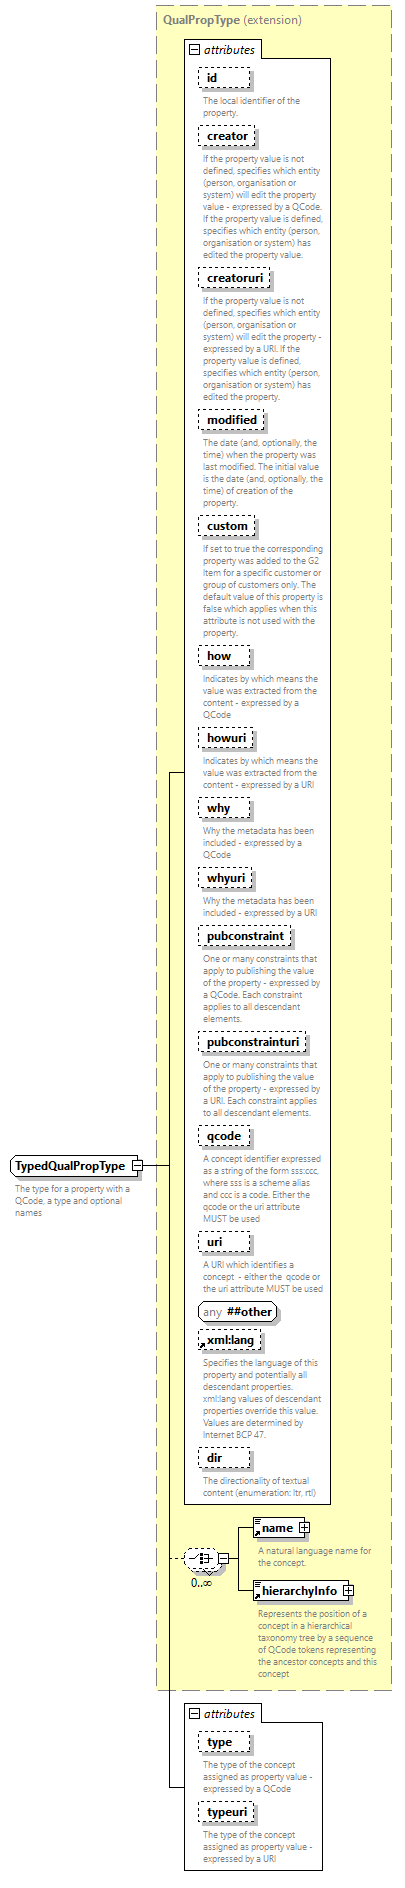 QualPropType (extension)
attributes
id
The local identifier of the
property.
creator
If the property value is not
defined, specifies which entity
(person, organisation or
system) will edit the property
value - expressed by a QCode.
If the property value is defined,
specifies which entity (person,
organisation or system) has
edited the property value.
creatoruri
If the property value is not
defined, specifies which entity
(person, organisation or
system) will edit the property -
expressed by a URI. If the
property value is defined,
specifies which entity (person,
organisation or system) has
edited the property.
modified
The date (and, optionally, the
time) when the property was
last modified. The initial value
is the date (and, optionally, the
time) of creation of the
property.
custom
If set to true the corresponding
property was added to the G2
Item for a specific customer or
group of customers only. The
default value of this property is
false which applies when this
attribute is not used with the
property.
how
Indicates by which means the
value was extracted from the
content - expressed by a
QCode
howuri
Indicates by which means the
value was extracted from the
content - expressed by a URI
why
Why the metadata has been
included - expressed by a
QCode
whyuri
Why the metadata has been
included - expressed by a URI
pubconstraint
One or many constraints that
apply to publishing the value
of the property - expressed by
a QCode. Each constraint
applies to all descendant
elements.
pubconstrainturi
One or many constraints that
apply to publishing the value
of the property - expressed by
a URI. Each constraint applies
to all descendant elements.
qcode
A concept identifier expressed
as a string of the form sss:ccc,
where sss is a scheme alias
and ccc is a code. Either the
qcode or the uri attribute
MUST be used
uri
A URI which identifies a
concept - either the qcode or
the uri attribute MUST be used
any ##other
xml:lang
Specifies the language of this
property and potentially all
descendant properties.
xml:lang values of descendant
properties override this value.
Values are determined by
Internet BCP 47.
dir
The directionality of textual
content (enumeration: ltr, rtl)
TypedQualPropType
The type for a property with a
QCode, a type and optional
names
0..∞
name
A natural language name for
the concept.
hierarchyInfo
Represents the position of a
concept in a hierarchical
taxonomy tree by a sequence
of QCode tokens representing
the ancestor concepts and this
concept
attributes
type
The type of the concept
assigned as property value -
expressed by a QCode
typeuri
The type of the concept
assigned as property value -
expressed by a URI